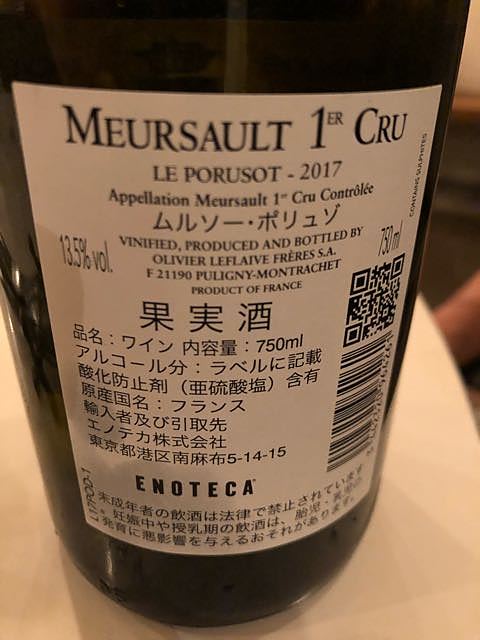 MEURSAULT 1ER CRU
LE PORUSOT - 2017
Appellation Meursault 1er Cru Contrôlée
ムルソー・ポリュゾ
13.5% vol.
VINIFIED, PRODUCED AND BOTTLED BY
OLIVIER LEFLAIVE FRÈRES S.A.
F 21190 PULIGNY-MONTRACHET
PRODUCT OF FRANCE
750 ml
CONTAINS SULPHITES
果実酒
品名：ワイン 内容量：750ml
アルコール分：ラベルに記載
酸化防止剤（亜硫酸塩）含有
原産国名：フランス
輸入者及び引取先
エノテカ株式会社
東京都港区南麻布5-14-15
ENOTECA
未成年者の飲酒は法律で禁止されています
。妊娠中や授乳期の飲酒は、胎児・乳児の
発育に悪影響を与えるおそれがあります。